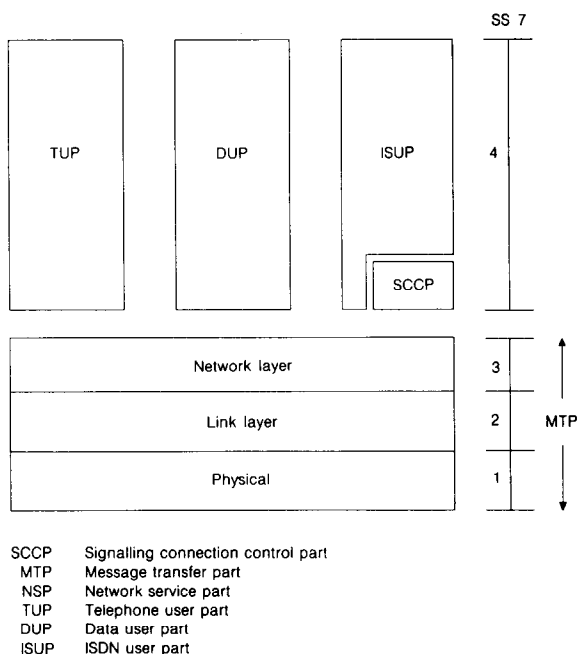 SS 7
TUP DUP ISUP 4
SCCP
Network layer 3
Link layer 2 MTP
Physical 1
SCCP Signalling connection control part
MTP Message transfer part
NSP Network service part
TUP Telephone user part
DUP Data user part
ISUP ISDN user part